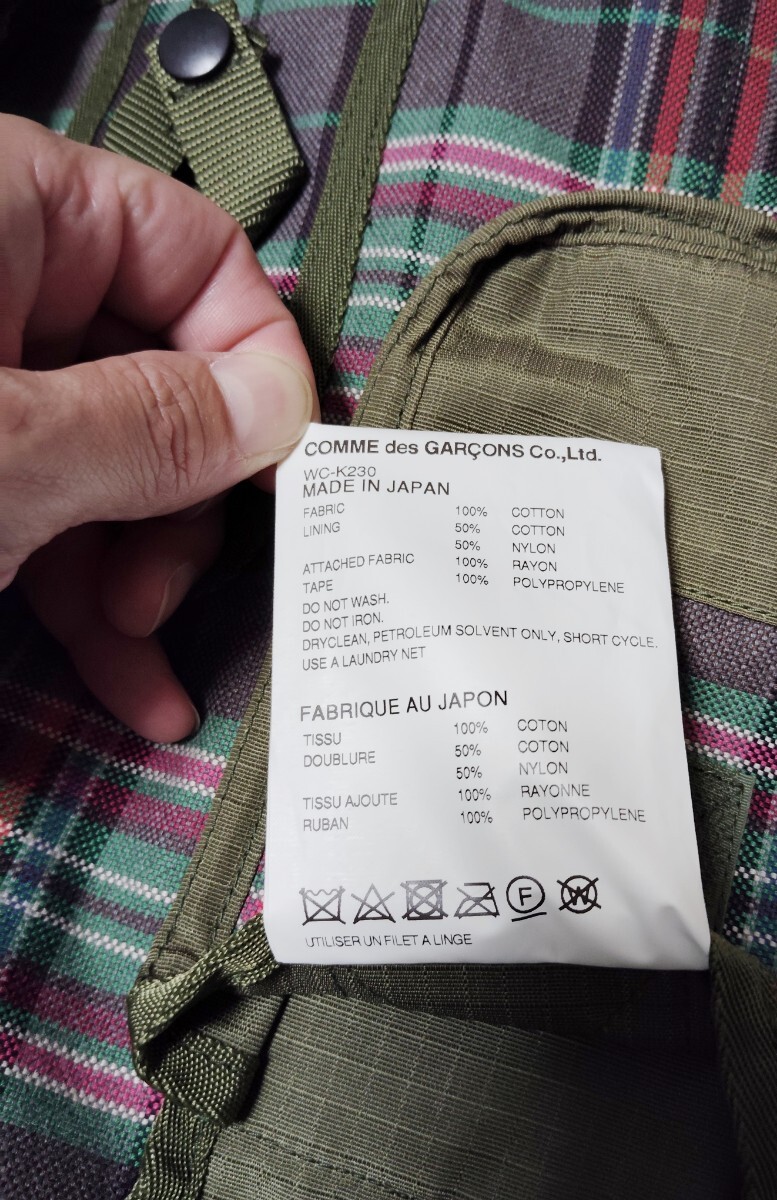 COMME des GARÇONS Co.,Ltd.
WC-K230
MADE IN JAPAN
FABRIC 100% COTTON
LINING 50% COTTON
50% NYLON
ATTACHED FABRIC 100% RAYON
TAPE 100% POLYPROPYLENE
DO NOT WASH.
DO NOT IRON.
DRYCLEAN, PETROLEUM SOLVENT ONLY, SHORT CYCLE.
USE A LAUNDRY NET
FABRIQUE AU JAPON
TISSU 100% COTON
DOUBLURE 50% COTON
50% NYLON
TISSU AJOUTE 100% RAYONNE
RUBAN 100% POLYPROPYLENE
F W
UTILISER UN FILET A LINGE